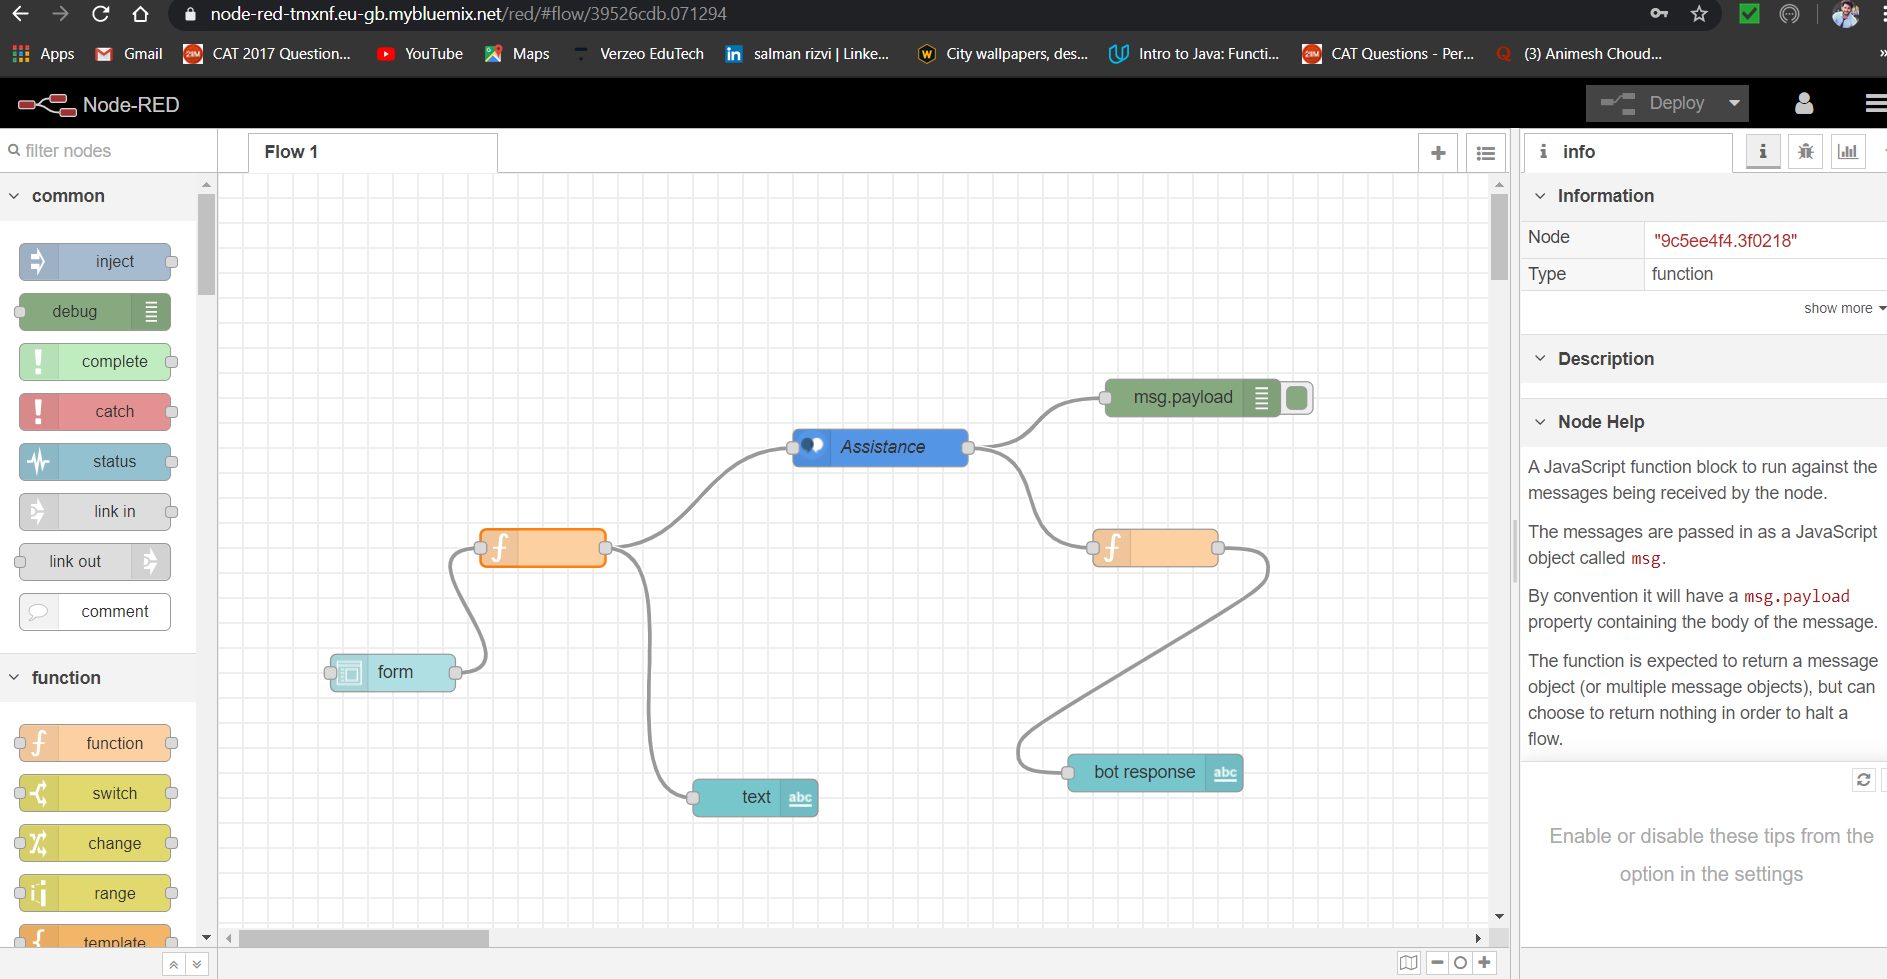 node-red-tmxnf.eu-gb.mybluemix.net/red/#flow/39526cdb.071294
Apps Gmail CAT 2017 Question... YouTube Maps Verzeo EduTech salman rizvi | Linke... City wallpapers, des... Intro to Java: Functi... CAT Questions - Per... (3) Animesh Choud... »
Node-RED Deploy
filter nodes Flow 1 info
common
inject
debug
complete
catch
status
link in
link out
comment
function
function
switch
change
range
template
msg.payload
Assistance
form
text abc
bot response abc
Information
Node "9c5ee4f4.3f0218"
Type function
show more
Description
Node Help
A JavaScript function block to run against the
messages being received by the node.
The messages are passed in as a JavaScript
object called msg.
By convention it will have a msg.payload
property containing the body of the message.
The function is expected to return a message
object (or multiple message objects), but can
choose to return nothing in order to halt a
flow.
Enable or disable these tips from the
option in the settings